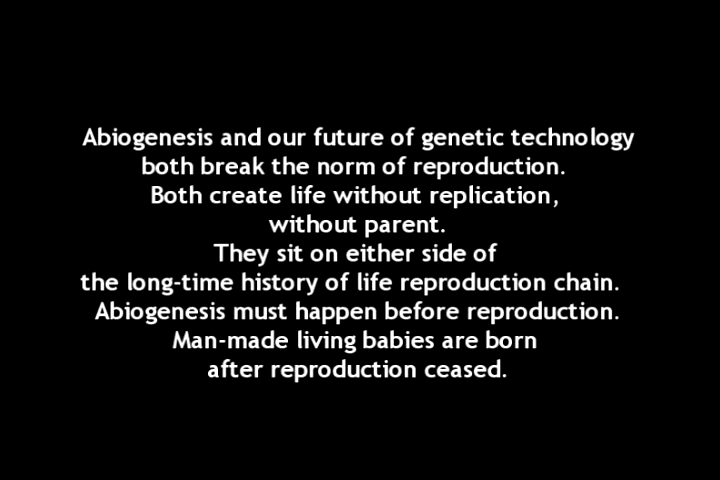 Abiogenesis and our future of genetic technology
both break the norm of reproduction.
Both create life without replication,
without parent.
They sit on either side of
the long-time history of life reproduction chain.
Abiogenesis must happen before reproduction.
Man-made living babies are born
after reproduction ceased.